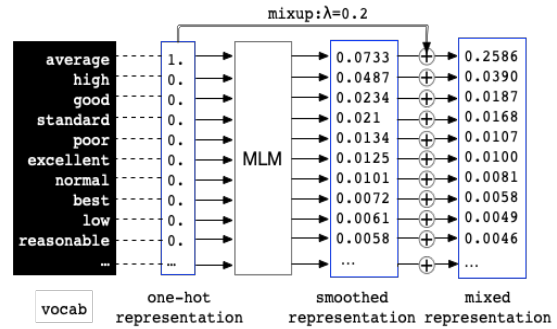 mixup:λ=0.2
average 1. 0.0733 + 0.2586
high 0. 0.0487 + 0.0390
good 0. 0.0234 + 0.0187
standard 0. 0.021 + 0.0168
poor 0. 0.0134 + 0.0107
excellent 0. MLM 0.0125 + 0.0100
normal 0. 0.0101 + 0.0081
best 0. 0.0072 + 0.0058
low 0. 0.0061 + 0.0049
reasonable 0. 0.0058 + 0.0046
… … ... + ...
vocab one-hot smoothed mixed
representation representation representation